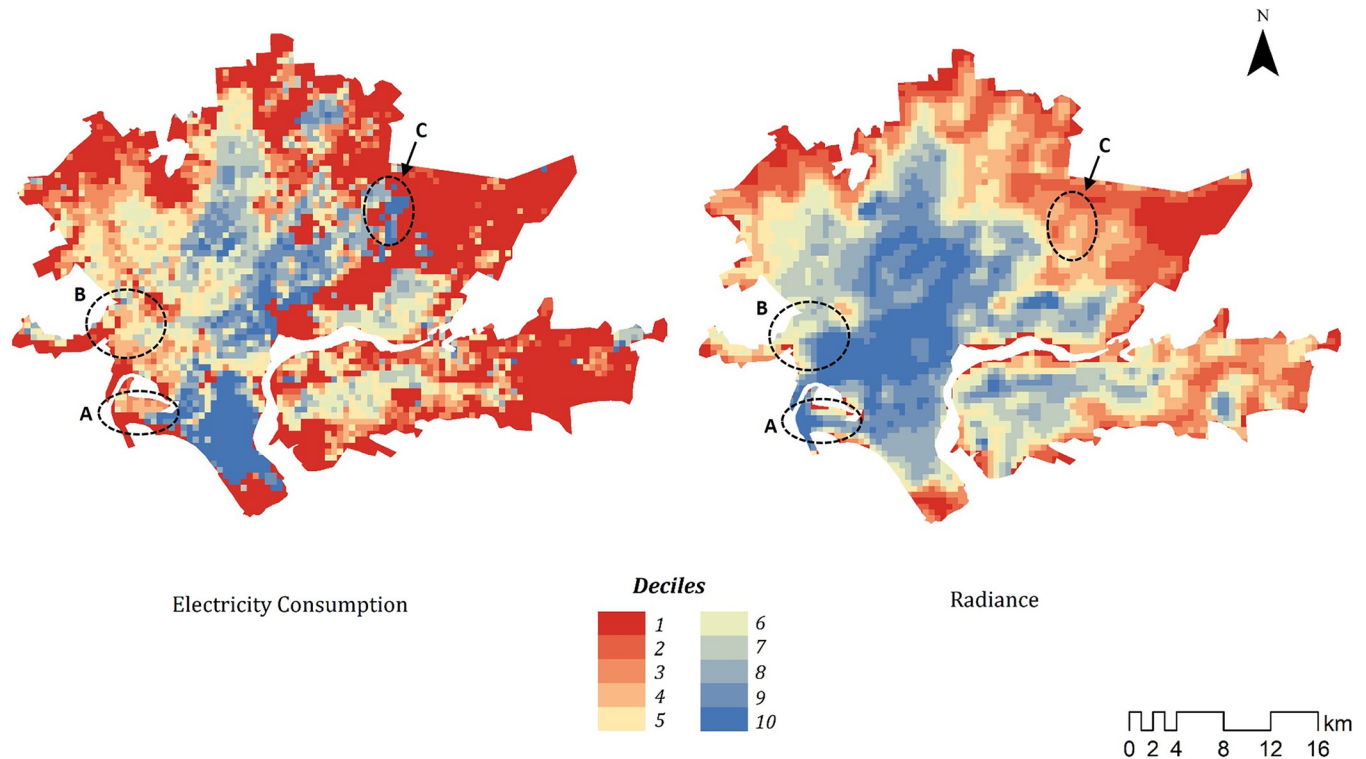 N
C
C
B
B
A
A
Electricity Consumption
Deciles
Radiance
1 6
2 7
3 8
4 9
5 10
km
0 2 4 8 12 16